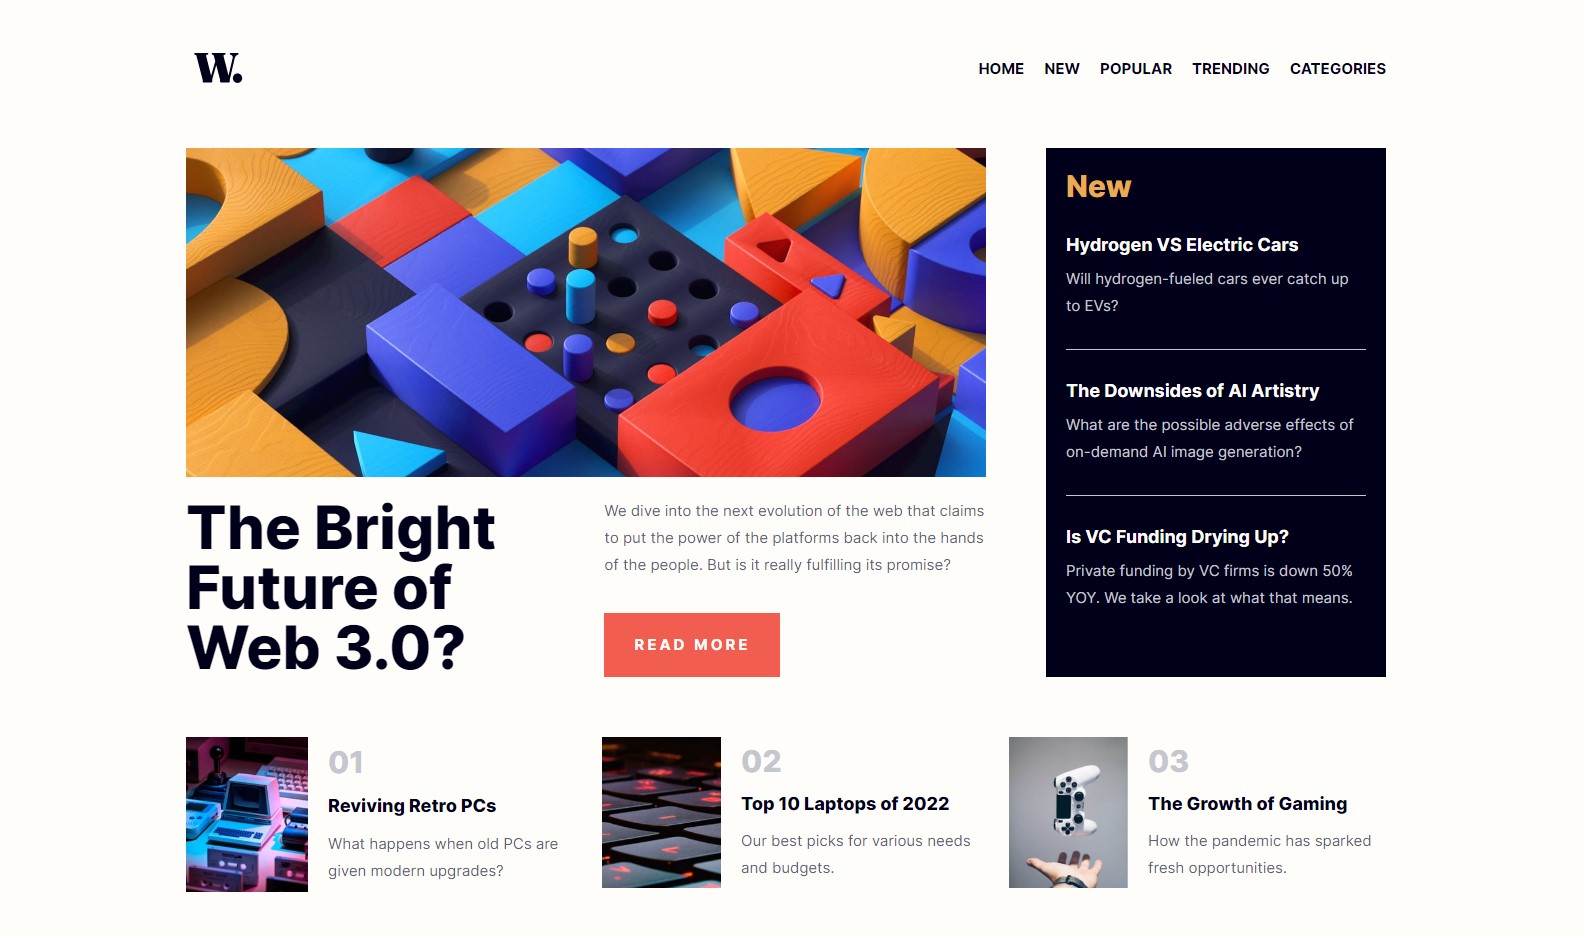 W.
HOME NEW POPULAR TRENDING CATEGORIES
The Bright
Future of
Web 3.0?
We dive into the next evolution of the web that claims
to put the power of the platforms back into the hands
of the people. But is it really fulfilling its promise?
READ MORE
New
Hydrogen VS Electric Cars
Will hydrogen-fueled cars ever catch up
to EVs?
The Downsides of AI Artistry
What are the possible adverse effects of
on-demand AI image generation?
Is VC Funding Drying Up?
Private funding by VC firms is down 50%
YOY. We take a look at what that means.
01
Reviving Retro PCs
What happens when old PCs are
given modern upgrades?
02
Top 10 Laptops of 2022
Our best picks for various needs
and budgets.
03
The Growth of Gaming
How the pandemic has sparked
fresh opportunities.